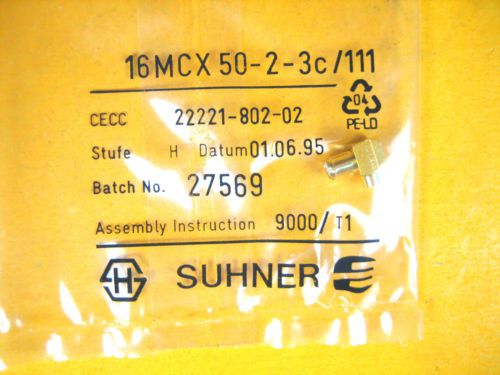 16MCX 50-2-3c/111
CECC 22221-802-02
04
PE-LD
Stufe H Datum 01.06.95
Batch No. 27569
Assembly Instruction 9000/T1
H SUHNER